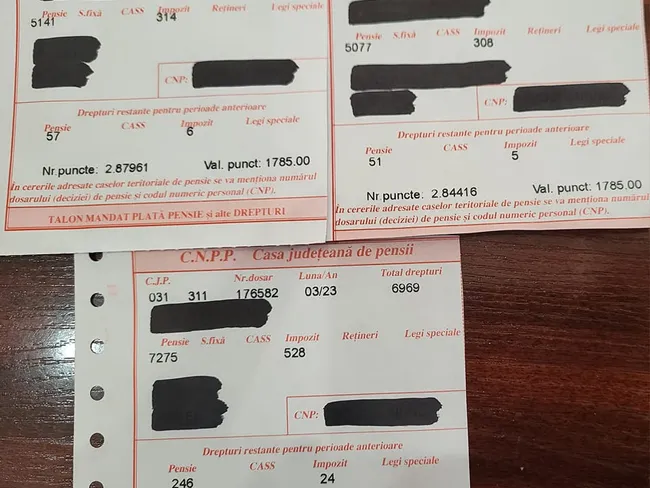 Pensie S.fixă CASS Impozit Rețineri Legi speciale
5141 314
CNP:
Drepturi restante pentru perioade anterioare
Pensie CASS Impozit Legi speciale
57 6
Nr.puncte: 2.87961 Val. punct: 1785.00
În cererile adresate caselor teritoriale de pensie se va menționa numărul
dosarului (deciziei) de pensie și codul numeric personal (CNP).
TALON MANDAT PLATĂ PENSIE și alte DREPTURI
Pensie S.fixă CASS Impozit Rețineri Legi speciale
5077 308
CNP:
Drepturi restante pentru perioade anterioare
Pensie CASS Impozit Legi speciale
51 5
Nr.puncte: 2.84416 Val. punct: 1785.00
În cererile adresate caselor teritoriale de pensie se va menționa numărul
dosarului (deciziei) de pensie și codul numeric personal (CNP).
C.N.P.P. Casa județeană de pensii
C.J.P. Nr.dosar Luna/An Total drepturi
031 311 176582 03/23 6969
Pensie S.fixă CASS Impozit Rețineri Legi speciale
7275 528
CNP:
Drepturi restante pentru perioade anterioare
Pensie CASS Impozit Legi speciale
246 24